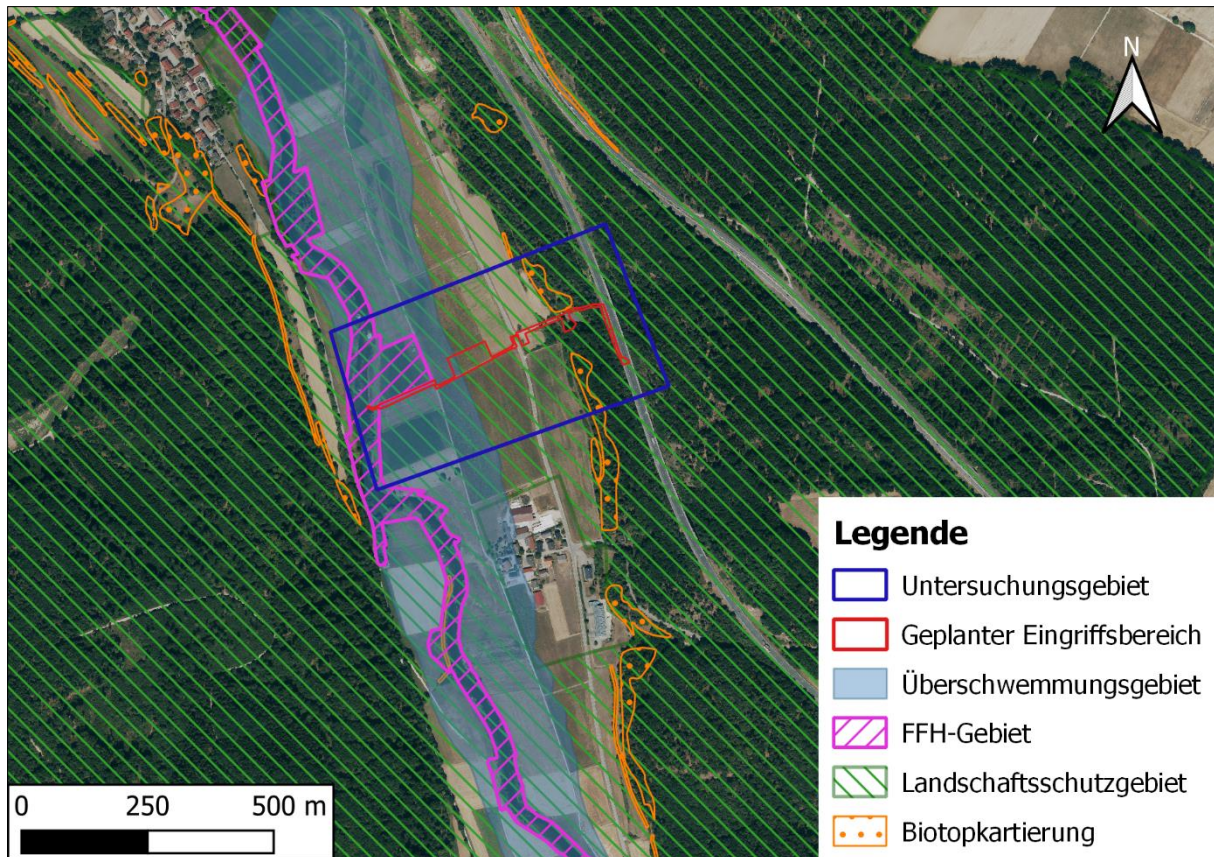 N
Legende
Untersuchungsgebiet
Geplanter Eingriffsbereich
Überschwemmungsgebiet
FFH-Gebiet
Landschaftsschutzgebiet
Biotopkartierung
0 250 500 m